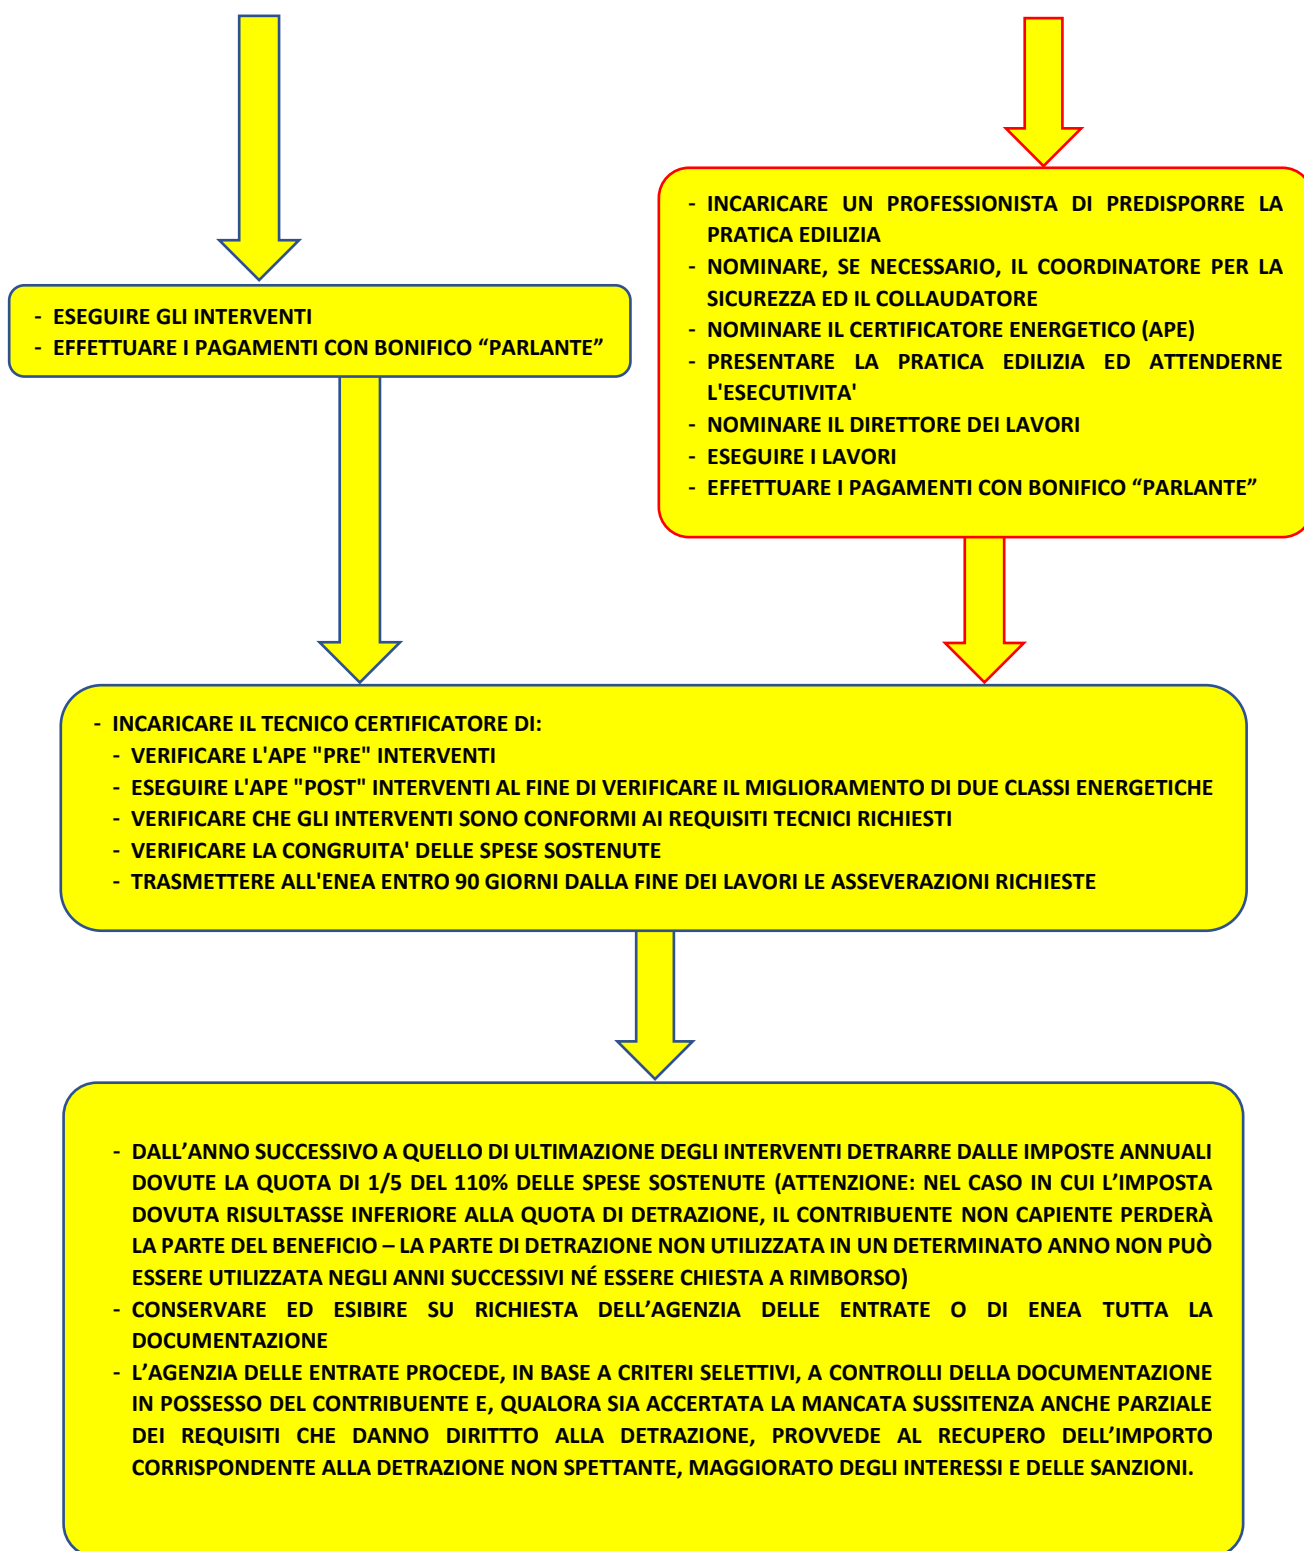 - ESEGUIRE GLI INTERVENTI
- EFFETTUARE I PAGAMENTI CON BONIFICO “PARLANTE”
- INCARICARE UN PROFESSIONISTA DI PREDISPORRE LA
PRATICA EDILIZIA
- NOMINARE, SE NECESSARIO, IL COORDINATORE PER LA
SICUREZZA ED IL COLLAUDATORE
- NOMINARE IL CERTIFICATORE ENERGETICO (APE)
- PRESENTARE LA PRATICA EDILIZIA ED ATTENDERNE
L'ESECUTIVITA'
- NOMINARE IL DIRETTORE DEI LAVORI
- ESEGUIRE I LAVORI
- EFFETTUARE I PAGAMENTI CON BONIFICO “PARLANTE”
- INCARICARE IL TECNICO CERTIFICATORE DI:
- VERIFICARE L'APE "PRE" INTERVENTI
- ESEGUIRE L'APE "POST" INTERVENTI AL FINE DI VERIFICARE IL MIGLIORAMENTO DI DUE CLASSI ENERGETICHE
- VERIFICARE CHE GLI INTERVENTI SONO CONFORMI AI REQUISITI TECNICI RICHIESTI
- VERIFICARE LA CONGRUITA' DELLE SPESE SOSTENUTE
- TRASMETTERE ALL'ENEA ENTRO 90 GIORNI DALLA FINE DEI LAVORI LE ASSEVERAZIONI RICHIESTE
- DALL’ANNO SUCCESSIVO A QUELLO DI ULTIMAZIONE DEGLI INTERVENTI DETRARRE DALLE IMPOSTE ANNUALI
DOVUTE LA QUOTA DI 1/5 DEL 110% DELLE SPESE SOSTENUTE (ATTENZIONE: NEL CASO IN CUI L’IMPOSTA
DOVUTA RISULTASSE INFERIORE ALLA QUOTA DI DETRAZIONE, IL CONTRIBUENTE NON CAPIENTE PERDERÀ
LA PARTE DEL BENEFICIO – LA PARTE DI DETRAZIONE NON UTILIZZATA IN UN DETERMINATO ANNO NON PUÒ
ESSERE UTILIZZATA NEGLI ANNI SUCCESSIVI NÉ ESSERE CHIESTA A RIMBORSO)
- CONSERVARE ED ESIBIRE SU RICHIESTA DELL’AGENZIA DELLE ENTRATE O DI ENEA TUTTA LA
DOCUMENTAZIONE
- L’AGENZIA DELLE ENTRATE PROCEDE, IN BASE A CRITERI SELETTIVI, A CONTROLLI DELLA DOCUMENTAZIONE
IN POSSESSO DEL CONTRIBUENTE E, QUALORA SIA ACCERTATA LA MANCATA SUSSITENZA ANCHE PARZIALE
DEI REQUISITI CHE DANNO DIRITTTO ALLA DETRAZIONE, PROVVEDE AL RECUPERO DELL’IMPORTO
CORRISPONDENTE ALLA DETRAZIONE NON SPETTANTE, MAGGIORATO DEGLI INTERESSI E DELLE SANZIONI.